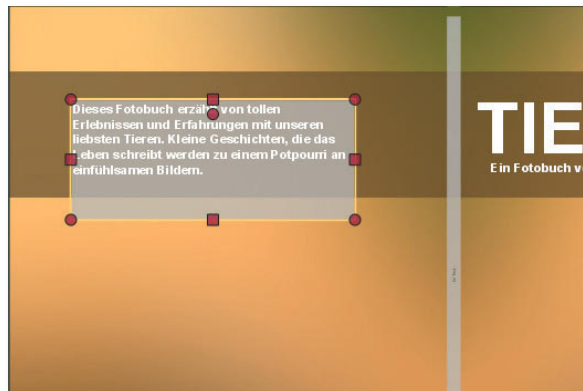 Dieses Fotobuch erzählt von tollen
Erlebnissen und Erfahrungen mit unseren
liebsten Tieren. Kleine Geschichten, die das
Leben schreibt werden zu einem Potpourri an
einfühlsamen Bildern.
TIE
Ein Fotobuch v